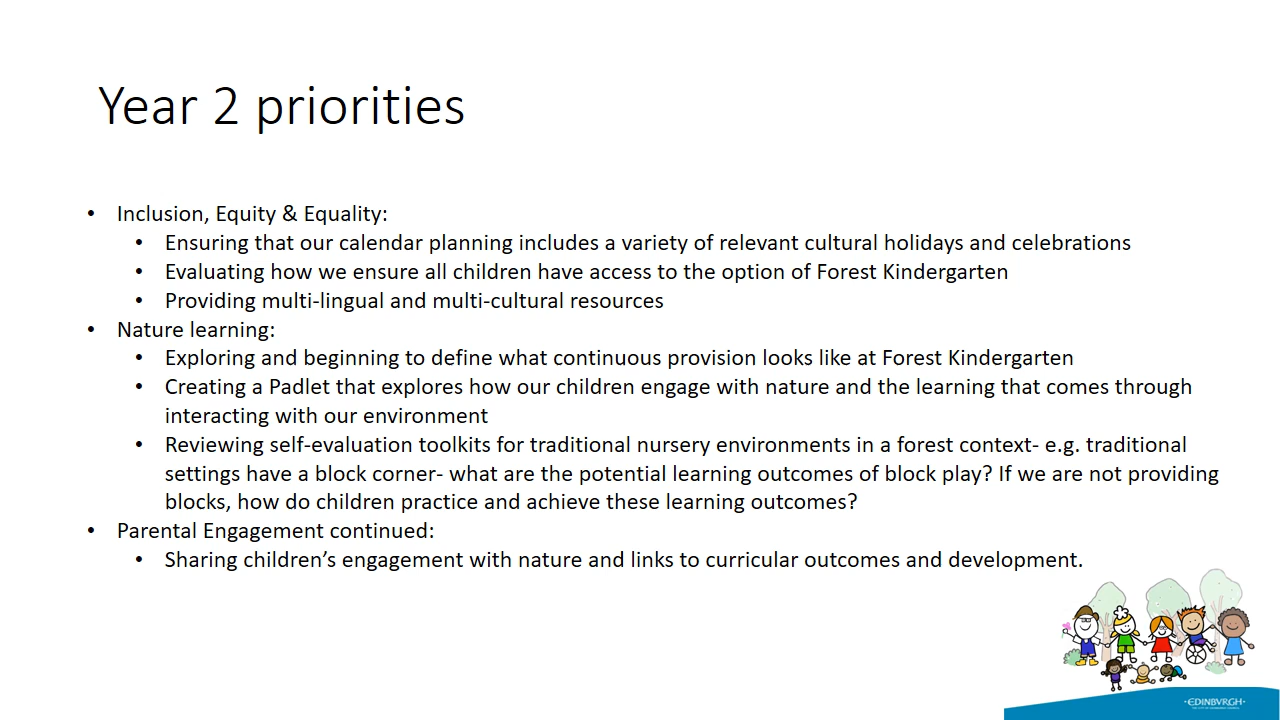 Year 2 priorities
• Inclusion, Equity & Equality:
• Ensuring that our calendar planning includes a variety of relevant cultural holidays and celebrations
• Evaluating how we ensure all children have access to the option of Forest Kindergarten
• Providing multi-lingual and multi-cultural resources
• Nature learning:
• Exploring and beginning to define what continuous provision looks like at Forest Kindergarten
• Creating a Padlet that explores how our children engage with nature and the learning that comes through
interacting with our environment
• Reviewing self-evaluation toolkits for traditional nursery environments in a forest context- e.g. traditional
settings have a block corner- what are the potential learning outcomes of block play? If we are not providing
blocks, how do children practice and achieve these learning outcomes?
• Parental Engagement continued:
• Sharing children’s engagement with nature and links to curricular outcomes and development.
·EDINBVRGH·
THE CITY OF EDINBURGH COUNCIL